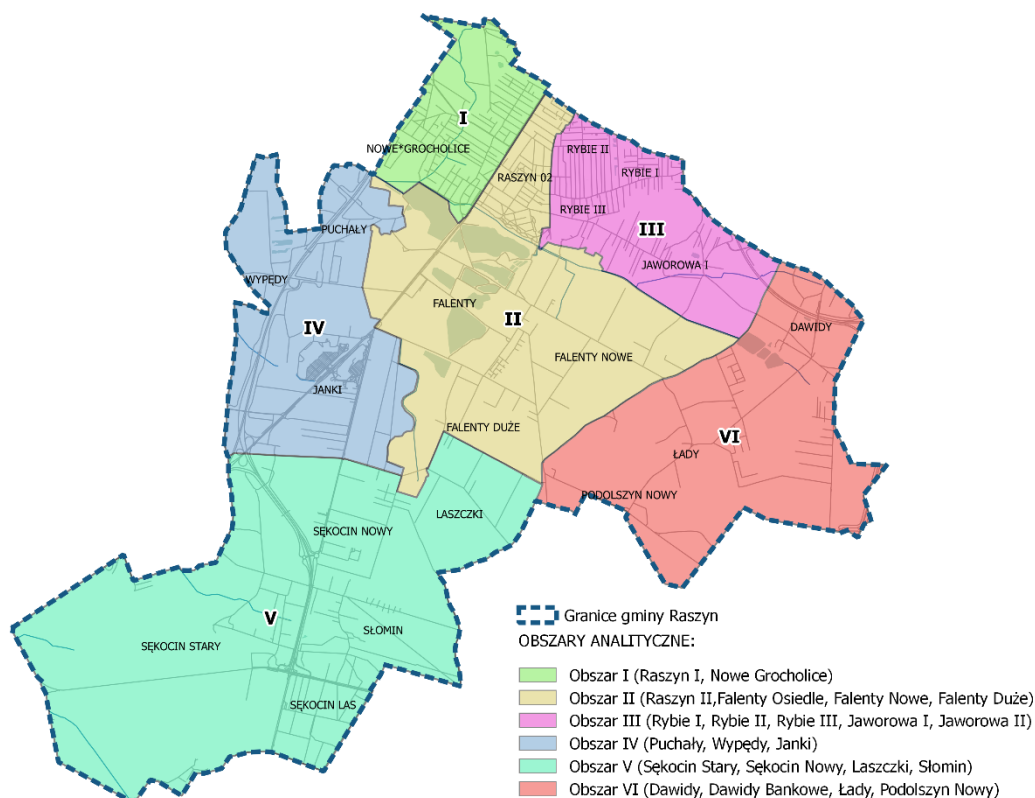 I
NOWE*GROCHOLICE
RASZYN 02
RYBIE II
RYBIE I
RYBIE III
III
PUCHAŁY
JAWOROWA I
WYPĘDY
FALENTY
II
IV
DAWIDY
FALENTY NOWE
JANKI
FALENTY DUŻE
VI
ŁADY
PODOLSZYN NOWY
LASZCZKI
SĘKOCIN NOWY
V
SŁOMIN
SĘKOCIN STARY
SĘKOCIN LAS
Granice gminy Raszyn
OBSZARY ANALITYCZNE:
Obszar I (Raszyn I, Nowe Grocholice)
Obszar II (Raszyn II,Falenty Osiedle, Falenty Nowe, Falenty Duże)
Obszar III (Rybie I, Rybie II, Rybie III, Jaworowa I, Jaworowa II)
Obszar IV (Puchały, Wypędy, Janki)
Obszar V (Sękocin Stary, Sękocin Nowy, Laszczki, Słomin)
Obszar VI (Dawidy, Dawidy Bankowe, Łady, Podolszyn Nowy)